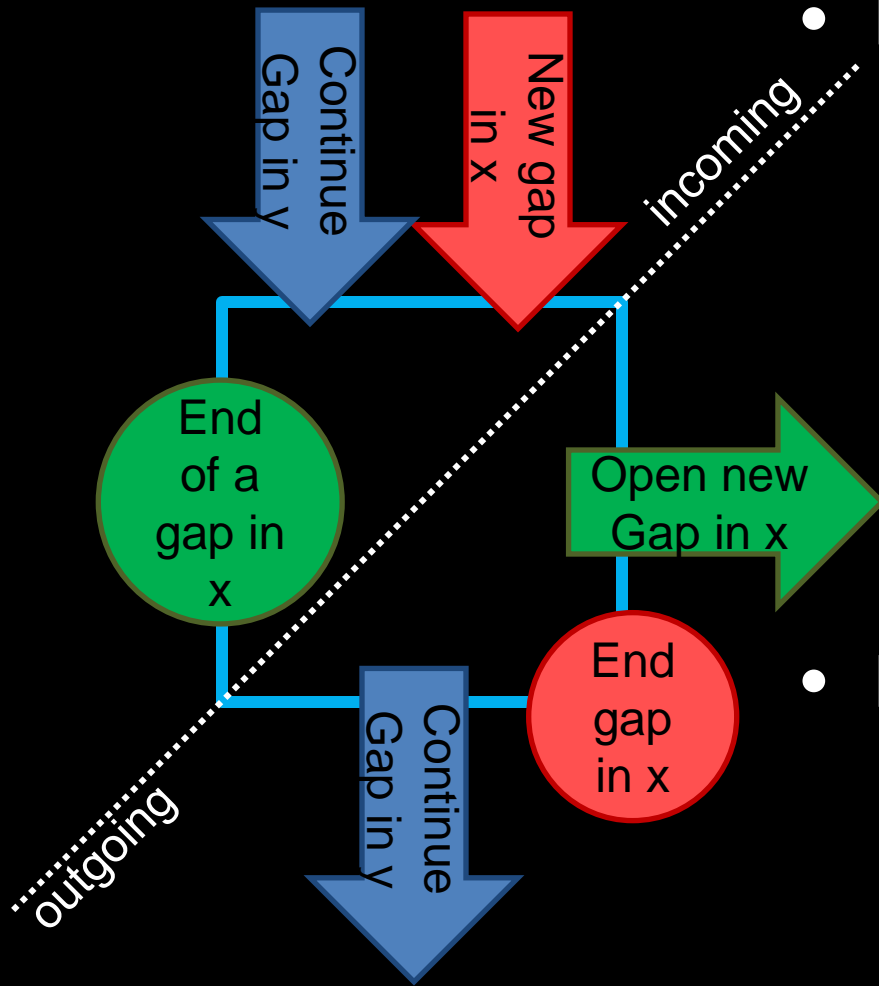 Continue
Gap in y
New gap
in x
incoming
End
of a
gap in
x
Open new
Gap in x
End
gap
in x
Continue
Gap in y
outgoing